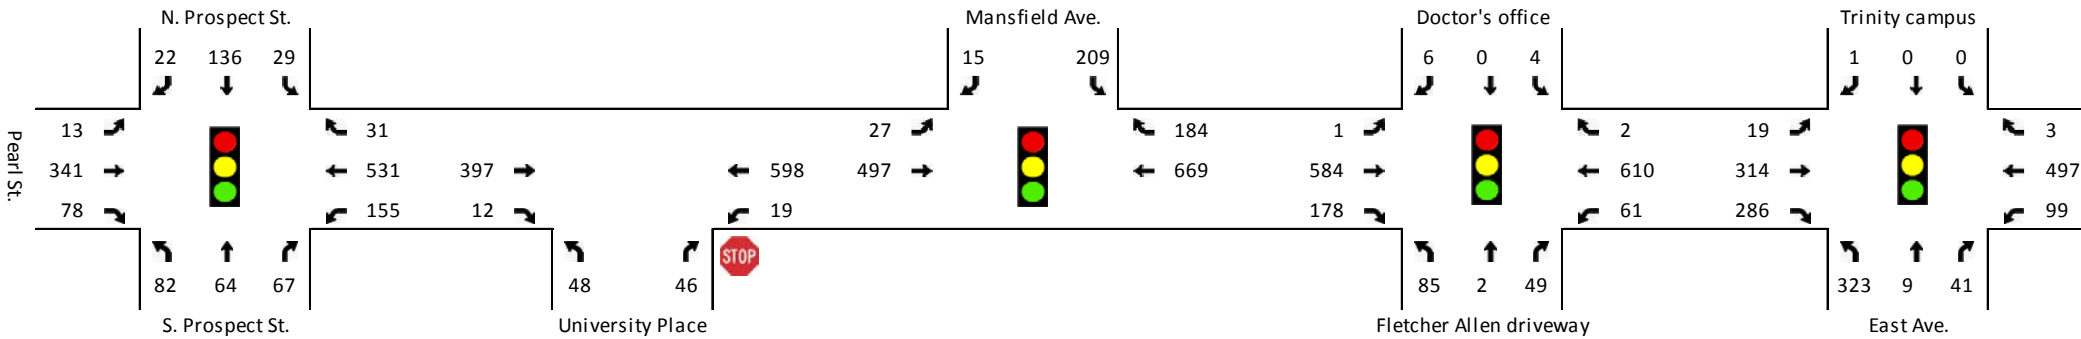 N. Prospect St. Mansfield Ave. Doctor's office Trinity campus
22 136 29 15 209 6 0 4 1 0 0
13 31 27 184 1 2 19 3
Pearl St.
341 531 397 598 497 669 584 610 314 497
78 155 12 19 178 61 286 99
STOP
82 64 67 48 46 85 2 49 323 9 41
S. Prospect St. University Place Fletcher Allen driveway East Ave.